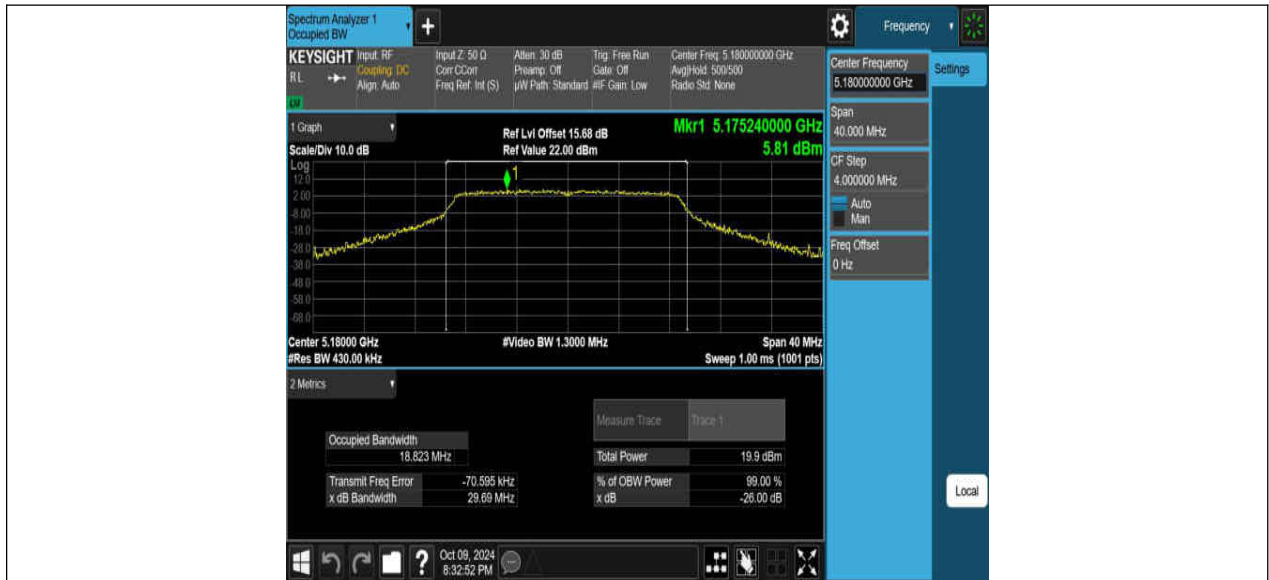 Spectrum Analyzer 1
Occupied BW
+
Frequency
KEYSIGHT
RL
LM
Input: RF
Coupling: DC
Align: Auto
Input Z: 50 Ω
Corr CCorr
Freq Ref: Int (S)
Atten: 30 dB
Preamp: Off
µW Path: Standard
Trig: Free Run
Gate: Off
#IF Gain: Low
Center Freq: 5.180000000 GHz
Avg|Hold: 500/500
Radio Std: None
Center Frequency
5.180000000 GHz
Settings
Span
40.000 MHz
CF Step
4.000000 MHz
Auto
Man
Freq Offset
0 Hz
Local
1 Graph
Scale/Div 10.0 dB
Ref Lvl Offset 15.68 dB
Ref Value 22.00 dBm
Mkr1 5.175240000 GHz
5.81 dBm
Log
1
12.0
2.00
-8.00
-18.0
-28.0
-38.0
-48.0
-58.0
-68.0
Center 5.18000 GHz
#Res BW 430.00 kHz
#Video BW 1.3000 MHz
Span 40 MHz
Sweep 1.00 ms (1001 pts)
2 Metrics
Measure Trace
Trace 1
Occupied Bandwidth
18.823 MHz
Total Power
19.9 dBm
Transmit Freq Error
-70.595 kHz
% of OBW Power
99.00 %
x dB Bandwidth
29.69 MHz
x dB
-26.00 dB
?
Oct 09, 2024
8:32:52 PM